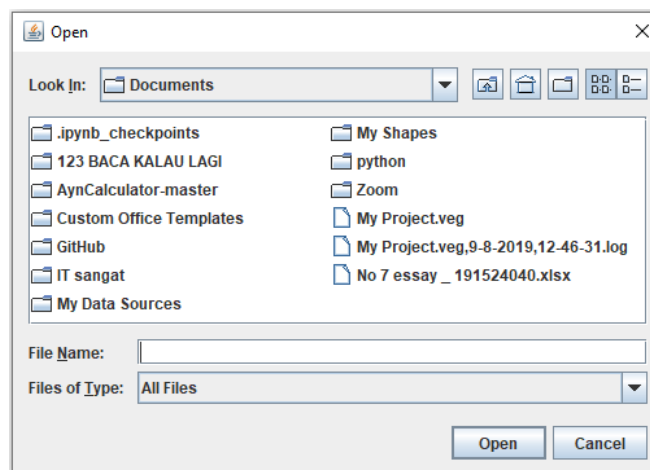 Open
Look In: Documents
.ipynb_checkpoints
123 BACA KALAU LAGI
AynCalculator-master
Custom Office Templates
GitHub
IT sangat
My Data Sources
My Shapes
python
Zoom
My Project.veg
My Project.veg,9-8-2019,12-46-31.log
No 7 essay _ 191524040.xlsx
File Name:
Files of Type: All Files
Open Cancel